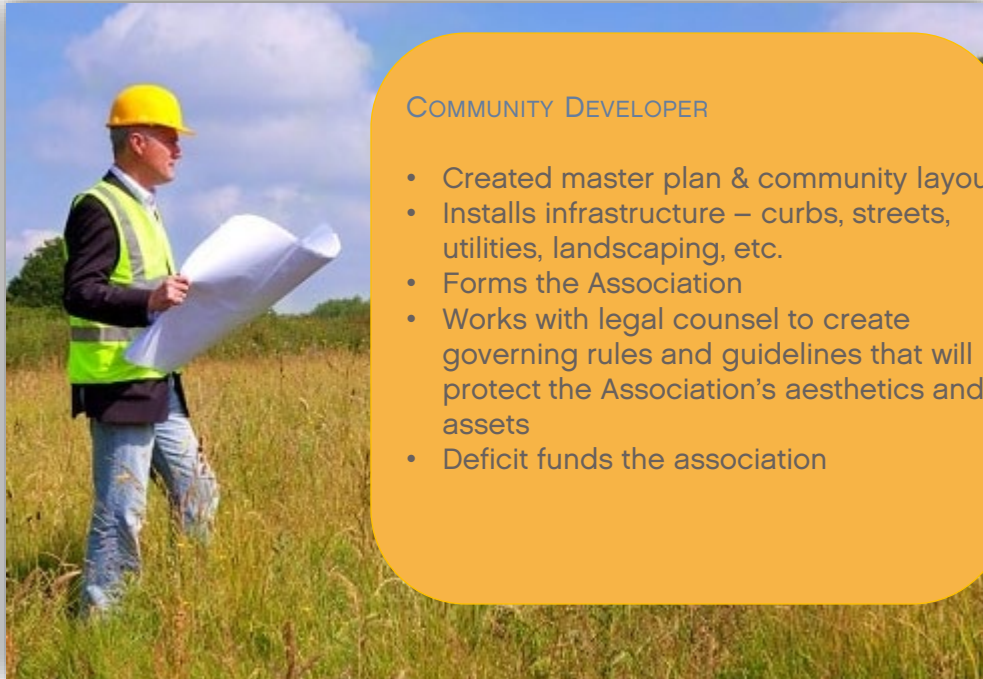 COMMUNITY DEVELOPER
• Created master plan & community layou
• Installs infrastructure – curbs, streets,
utilities, landscaping, etc.
• Forms the Association
• Works with legal counsel to create
governing rules and guidelines that will
protect the Association's aesthetics and
assets
• Deficit funds the association